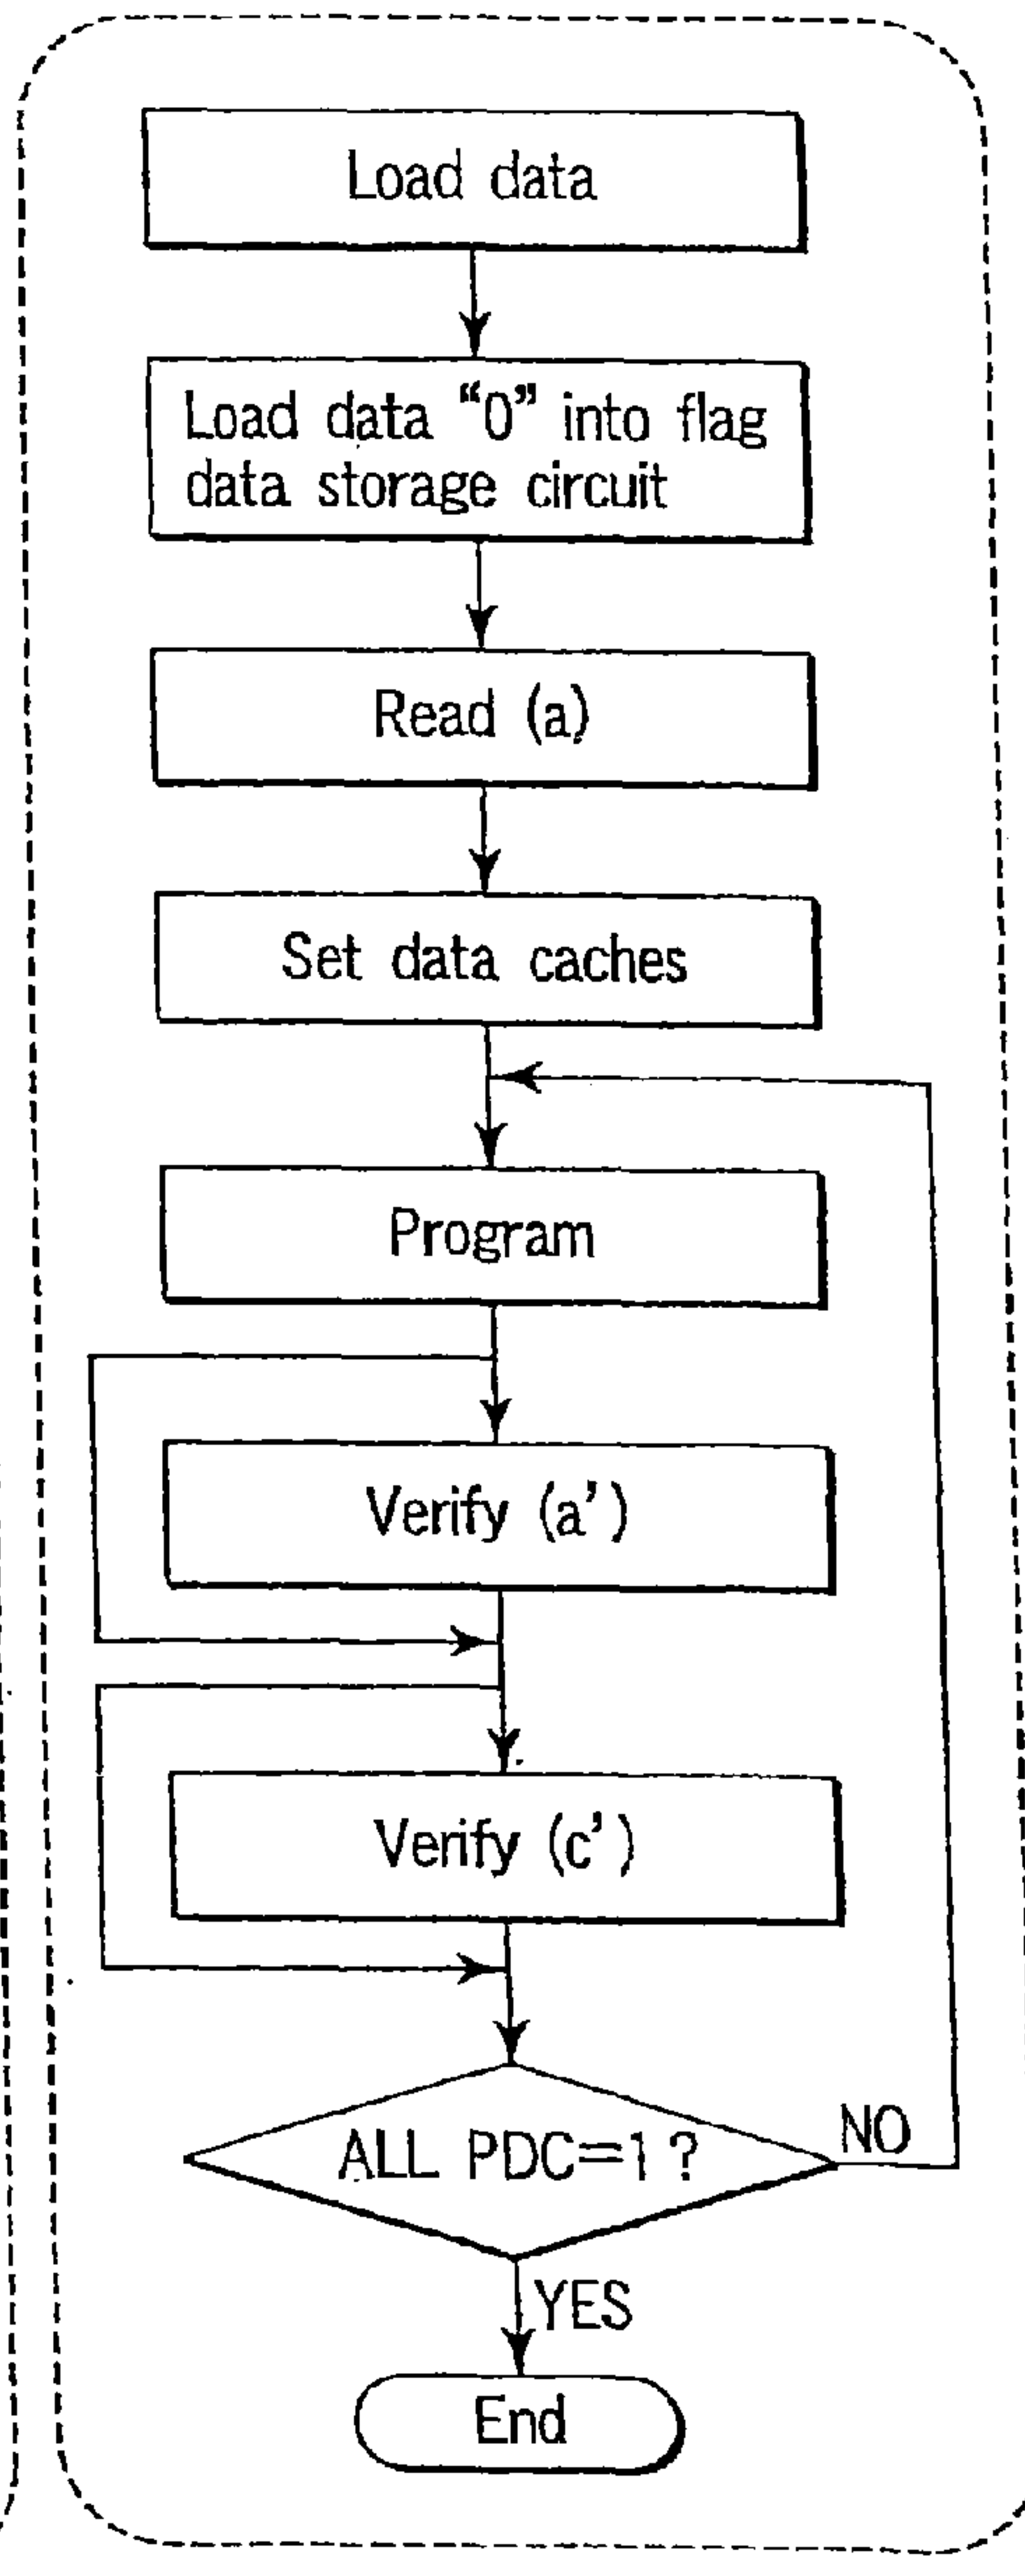 Load data
Load data “0” into flag
data storage circuit
Read (a)
Set data caches
Program
Verify (a’)
Verify (c’)
ALL PDC=1 ?
NO
YES
End